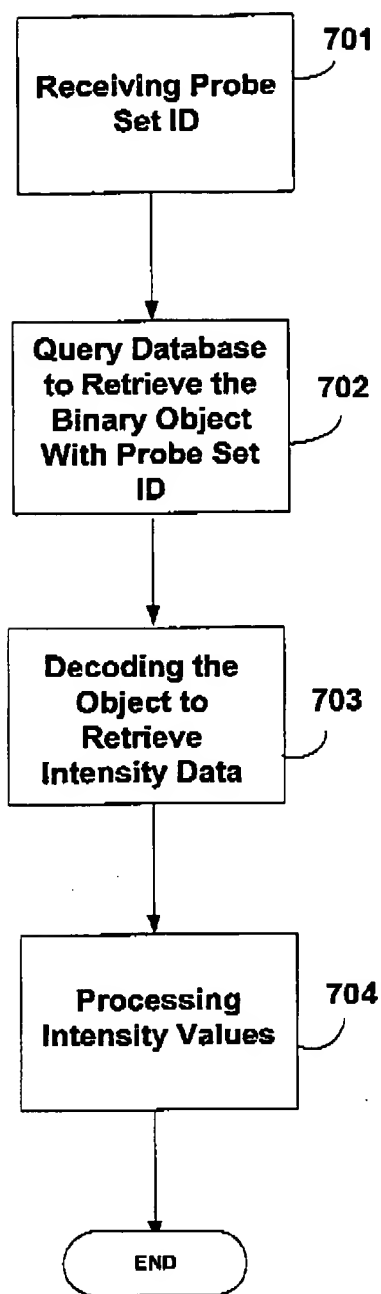 701
Receiving Probe
Set ID
Query Database
to Retrieve the
Binary Object
With Probe Set
ID
702
Decoding the
Object to
Retrieve
Intensity Data
703
Processing
Intensity Values
704
END